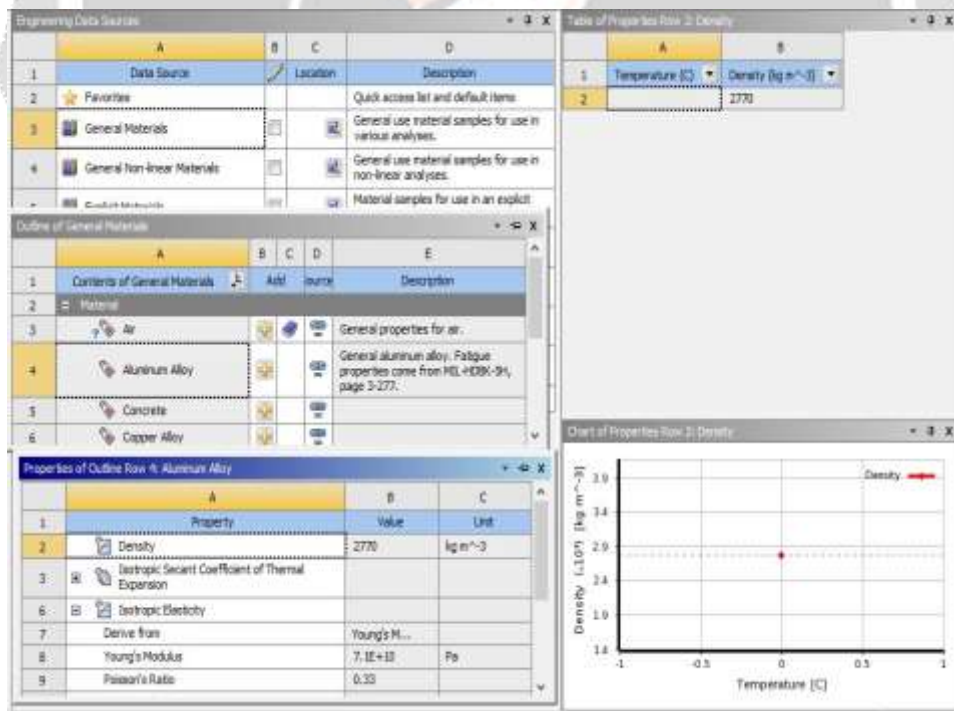 Engineering Data Sources
A B C D
1 Data Source Location Description
2 Favorites Quick access list and default items
3 General Materials General use material samples for use in
various analyses.
4 General Non-linear Materials General use material samples for use in
non-linear analyses.
Explicit Materials Material samples for use in an explicit
Outline of General Materials
A B C D E
1 Contents of General Materials Add ource Description
2 Material
3 Air General properties for air.
4 Aluminum Alloy General aluminum alloy. Fatigue
properties come from MIL-HDBK-5H,
page 3-277.
5 Concrete
6 Copper Alloy
Properties of Outline Row 4: Aluminum Alloy
A B C
1 Property Value Unit
2 Density 2770 kg m^-3
3 Isotropic Secant Coefficient of Thermal
Expansion
6 Isotropic Elasticity
7 Derive from Young's M...
8 Young's Modulus 7.1E+10 Pa
9 Poisson's Ratio 0.33
Table of Properties Row 2: Density
A B
1 Temperature (C) Density (kg m^-3)
2 2770
Chart of Properties Row 2: Density
Density
3.9
3.4
2.9
2.4
1.9
1.4
-1 -0.5 0 0.5 1
Density [kg m^-3]
Temperature [C]